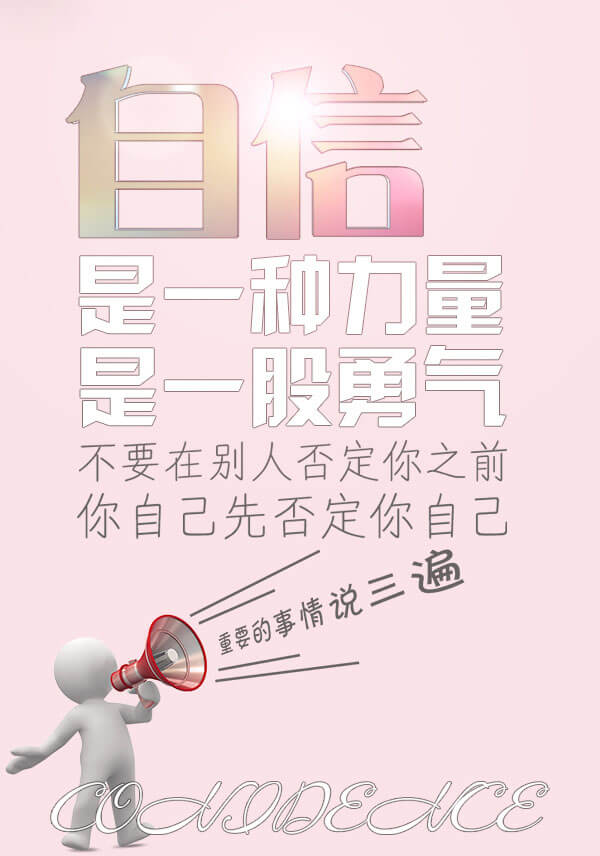 自信
是一种力量
是一股勇气
不要在别人否定你之前
你自己先否定你自己
重要的事情说三遍
CONIDENCE